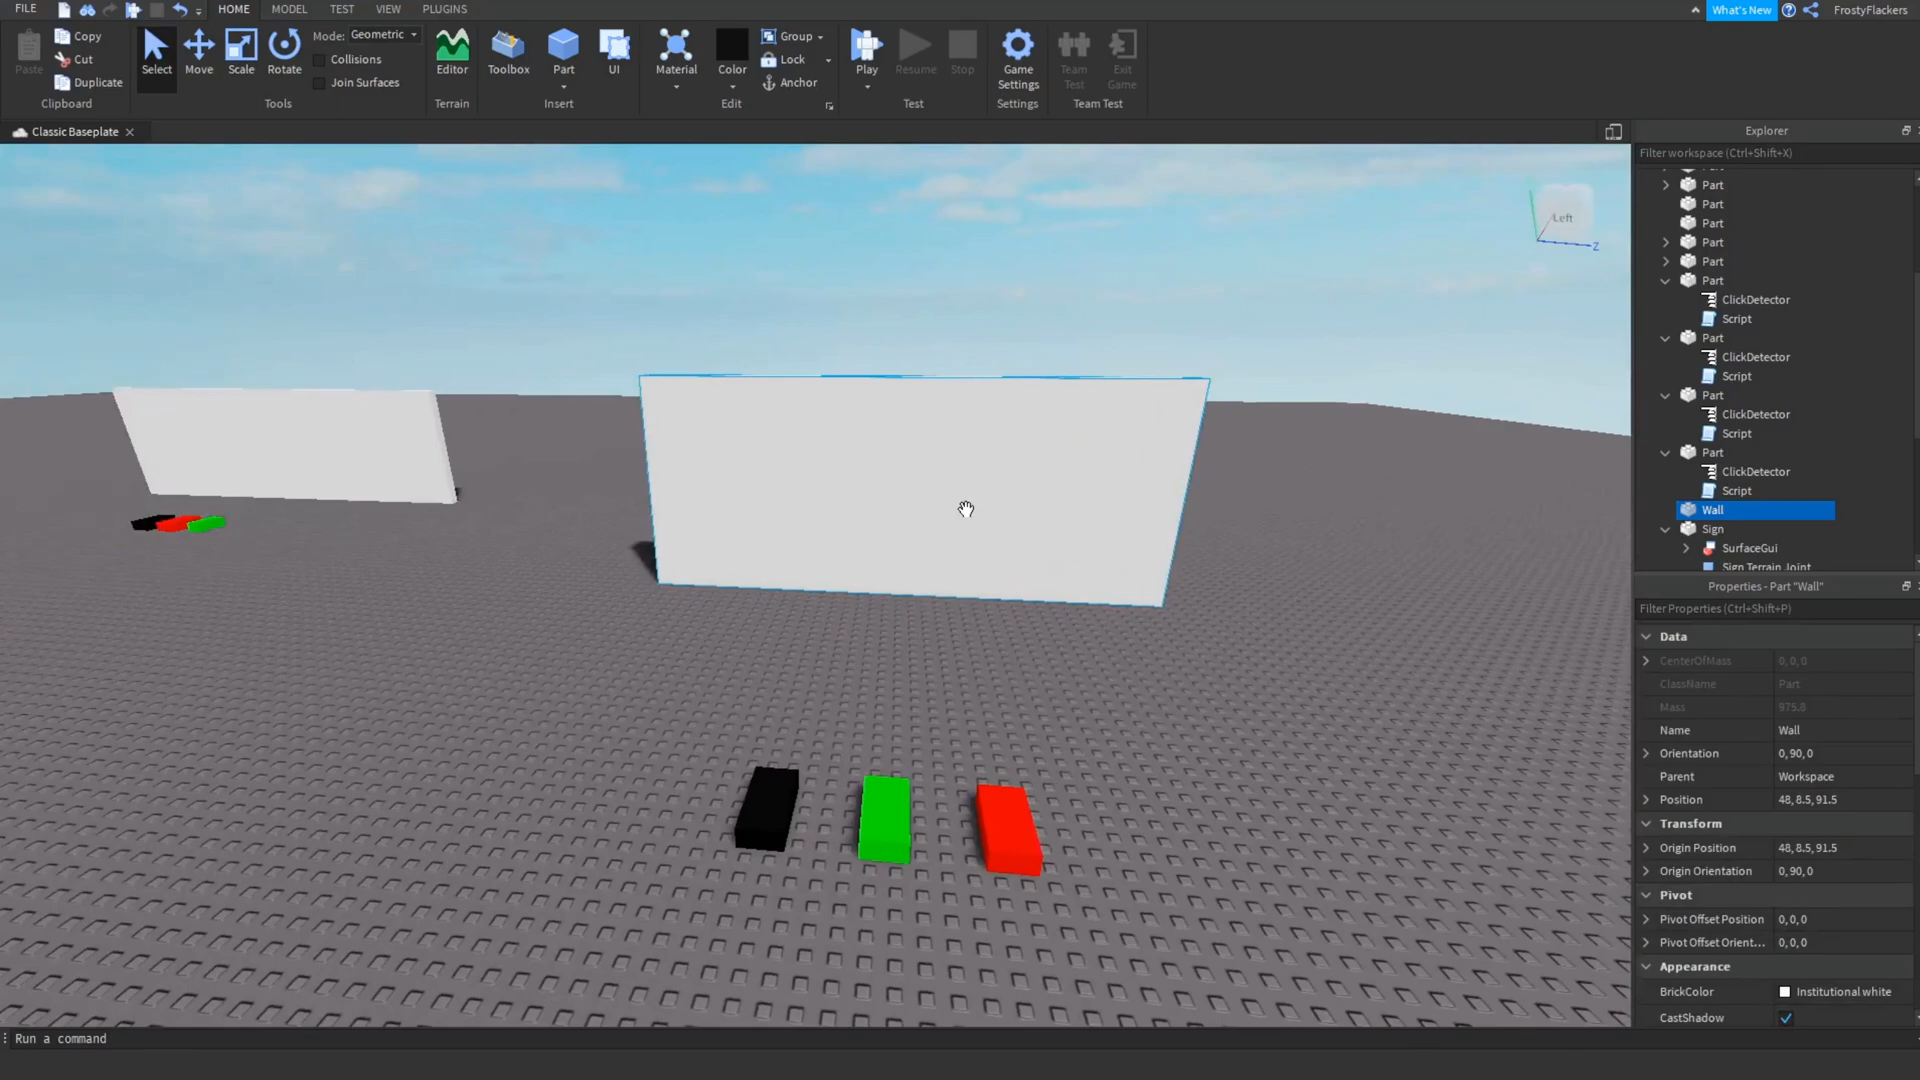 FILE HOME MODEL TEST VIEW PLUGINS What's New FrostyFlackers
Paste Copy Cut Duplicate Clipboard
Select Move Scale Rotate Mode: Geometric Collisions Join Surfaces Tools
Editor Terrain
Toolbox Part UI Insert
Material Color Group Lock Anchor Edit
Play Resume Stop Test
Game Settings Settings
Team Test Exit Game Team Test
Classic Baseplate
Left
Z
Explorer
Filter workspace (Ctrl+Shift+X)
Part
Part
Part
Part
Part
Part
ClickDetector
Script
Part
ClickDetector
Script
Part
ClickDetector
Script
Part
ClickDetector
Script
Wall
Sign
SurfaceGui
Sign Terrain Joint
Properties - Part "Wall"
Filter Properties (Ctrl+Shift+P)
Data
CenterOfMass 0,0,0
ClassName Part
Mass 975.8
Name Wall
Orientation 0,90,0
Parent Workspace
Position 48,8.5,91.5
Transform
Origin Position 48,8.5,91.5
Origin Orientation 0,90,0
Pivot
Pivot Offset Position 0,0,0
Pivot Offset Orient... 0,0,0
Appearance
BrickColor Institutional white
CastShadow
Run a command